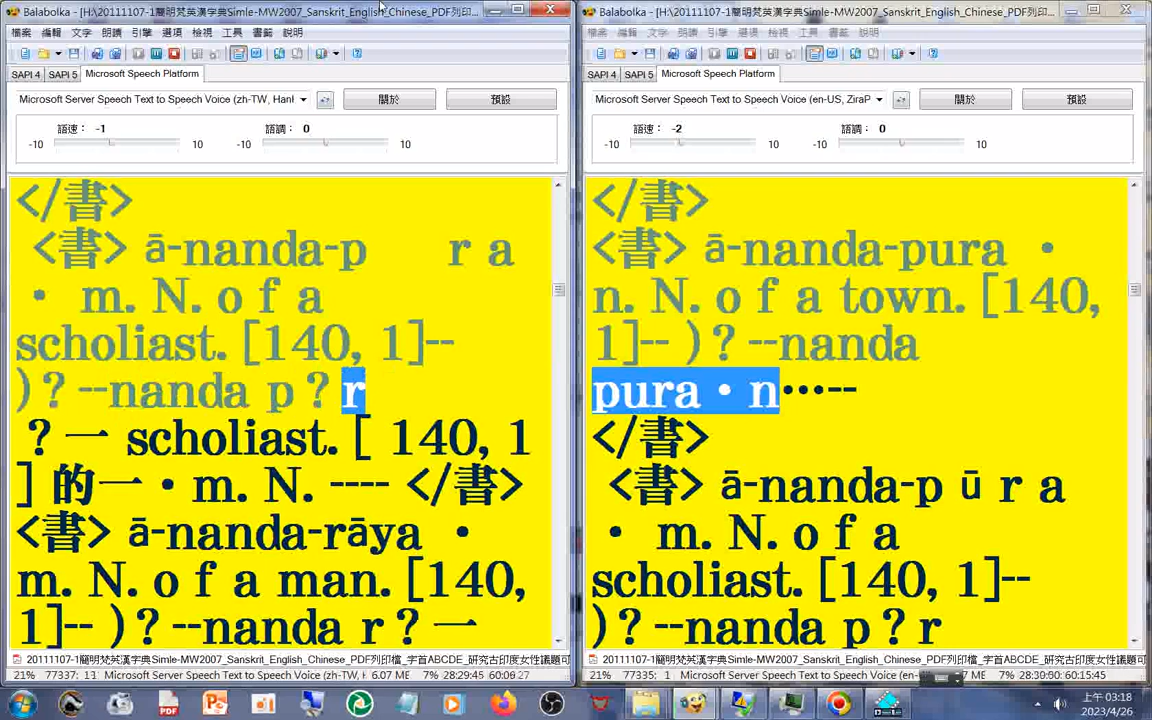 Balabolka - [H:\20111107-1簡明梵英漢字典Simle-MW2007_Sanskrit_English_Chinese_PDF列印...
檔案 編輯 文字 朗讀 引擎 選項 檢視 工具 書籤 說明
SAPI 4 SAPI 5 Microsoft Speech Platform
Microsoft Server Speech Text to Speech Voice (zh-TW, Hanl 關於 預設
語速: -1 語調: 0
-10 10 -10 10
</書>
<書> ā-nanda-p r a
• m. N. o f a
scholiast. [140, 1]--
)? --nanda p ? r
? 一 scholiast. [ 140, 1
] 的一 • m. N. ---- </書>
<書> ā-nanda-rāya •
m. N. o f a man. [140,
1]-- )? --nanda r ? 一
20111107-1簡明梵英漢字典Simle-MW2007_Sanskrit_English_Chinese_PDF列印檔_字首ABCDE_研究古印度女性議題可
21% 77337: 11 Microsoft Server Speech Text to Speech Voice (zh-TW, H 6.07 MB 7% 28:29:45 60:06:27
Balabolka - [H:\20111107-1簡明梵英漢字典Simle-MW2007_Sanskrit_English_Chinese_PDF列印...
檔案 編輯 文字 朗讀 引擎 選項 檢視 工具 書籤 說明
SAPI 4 SAPI 5 Microsoft Speech Platform
Microsoft Server Speech Text to Speech Voice (en-US, ZiraP 關於 預設
語速: -2 語調: 0
-10 10 -10 10
</書>
<書> ā-nanda-pura •
n. N. o f a town. [140,
1]-- )? --nanda
pura • n•••--
</書>
<書> ā-nanda-p ū r a
• m. N. o f a
scholiast. [140, 1]--
)? --nanda p ? r
20111107-1簡明梵英漢字典Simle-MW2007_Sanskrit_English_Chinese_PDF列印檔_字首ABCDE_研究古印度女性議題可
21% 77335: 1 Microsoft Server Speech Text to Speech Voice 7% 28:39:60 60:15:45
上午 03:18
2023/4/26